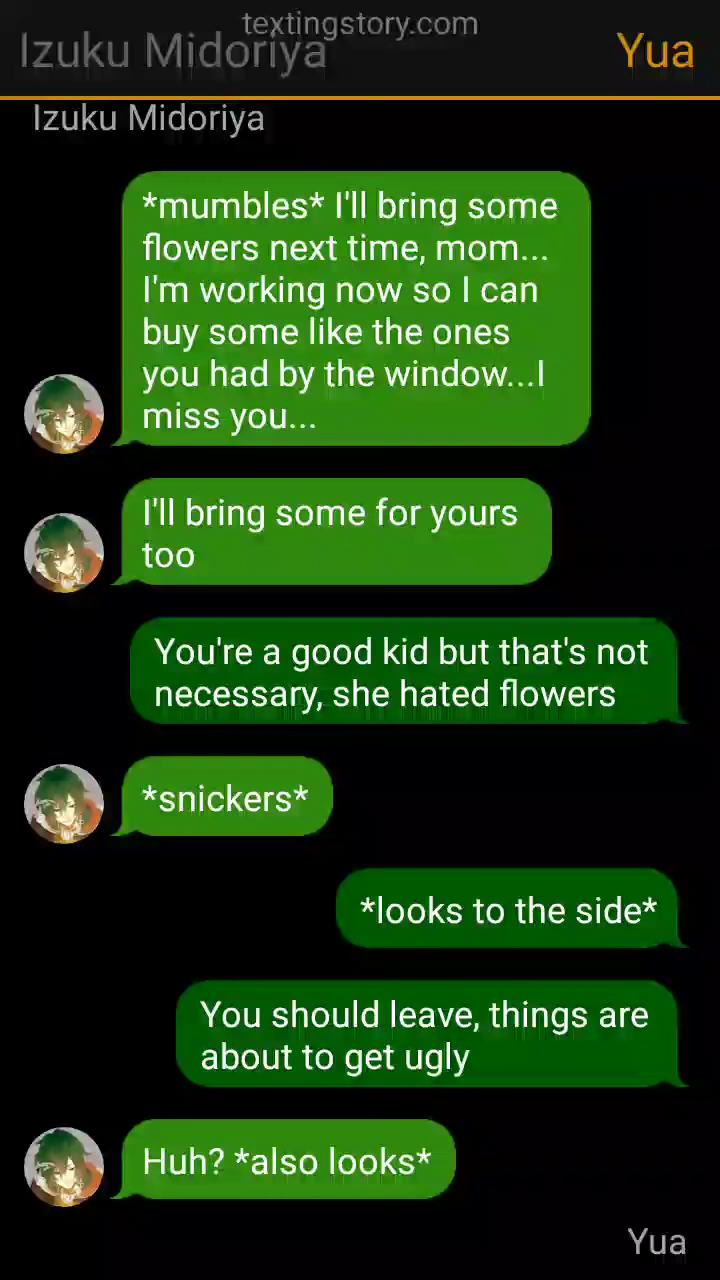 textingstory.com
Izuku Midoriya
Yua
Izuku Midoriya
*mumbles* I'll bring some
flowers next time, mom...
I'm working now so I can
buy some like the ones
you had by the window...I
miss you...
I'll bring some for yours
too
You're a good kid but that's not
necessary, she hated flowers
*snickers*
*looks to the side*
You should leave, things are
about to get ugly
Huh? *also looks*
Yua